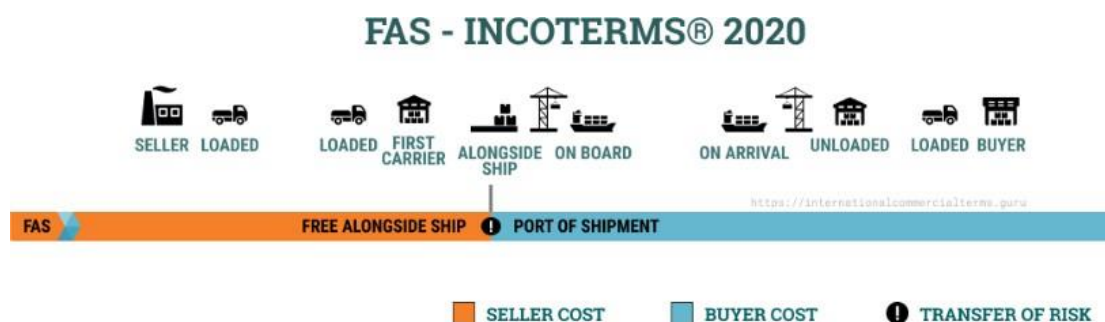 FAS - INCOTERMS® 2020
SELLER LOADED
LOADED FIRST CARRIER
ALONGSIDE SHIP
ON BOARD
ON ARRIVAL
UNLOADED
LOADED BUYER
https://internationalcommercialterms.guru
FAS
FREE ALONGSIDE SHIP ! PORT OF SHIPMENT
SELLER COST
BUYER COST
! TRANSFER OF RISK